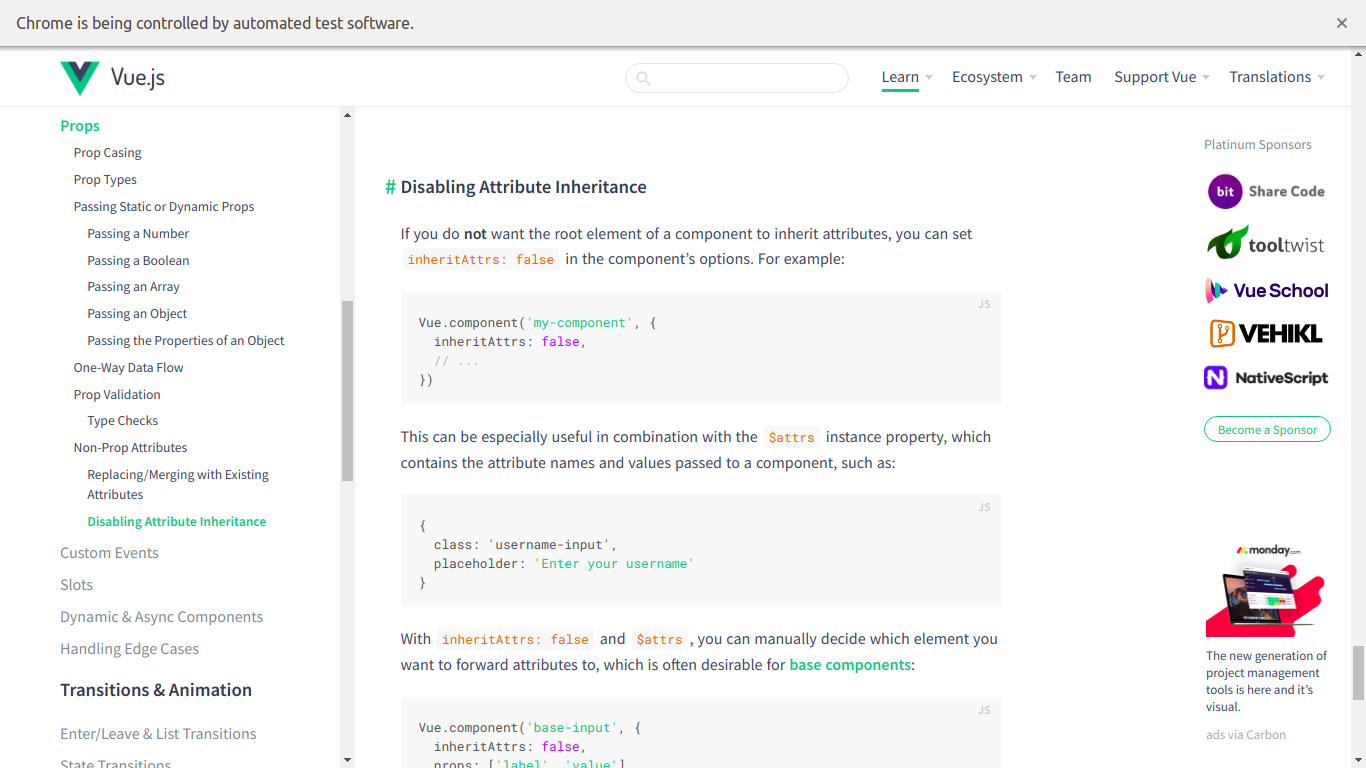 Chrome is being controlled by automated test software.
Vue.js
Learn
Ecosystem
Team
Support Vue
Translations
Props
Prop Casing
Prop Types
Passing Static or Dynamic Props
Passing a Number
Passing a Boolean
Passing an Array
Passing an Object
Passing the Properties of an Object
One-Way Data Flow
Prop Validation
Type Checks
Non-Prop Attributes
Replacing/Merging with Existing
Attributes
Disabling Attribute Inheritance
Custom Events
Slots
Dynamic & Async Components
Handling Edge Cases
Transitions & Animation
Enter/Leave & List Transitions
State Transitions
# Disabling Attribute Inheritance
If you do not want the root element of a component to inherit attributes, you can set
inheritAttrs: false in the component's options. For example:
JS
Vue.component('my-component', {
inheritAttrs: false,
// ...
})
This can be especially useful in combination with the $attrs instance property, which
contains the attribute names and values passed to a component, such as:
JS
{
class: 'username-input',
placeholder: 'Enter your username'
}
With inheritAttrs: false and $attrs , you can manually decide which element you
want to forward attributes to, which is often desirable for base components:
JS
Vue.component('base-input', {
inheritAttrs: false,
props: ['label', 'value']
Platinum Sponsors
bit Share Code
tooltwist
Vue School
VEHIKL
NativeScript
Become a Sponsor
monday.com
The new generation of
project management
tools is here and it's
visual.
ads via Carbon